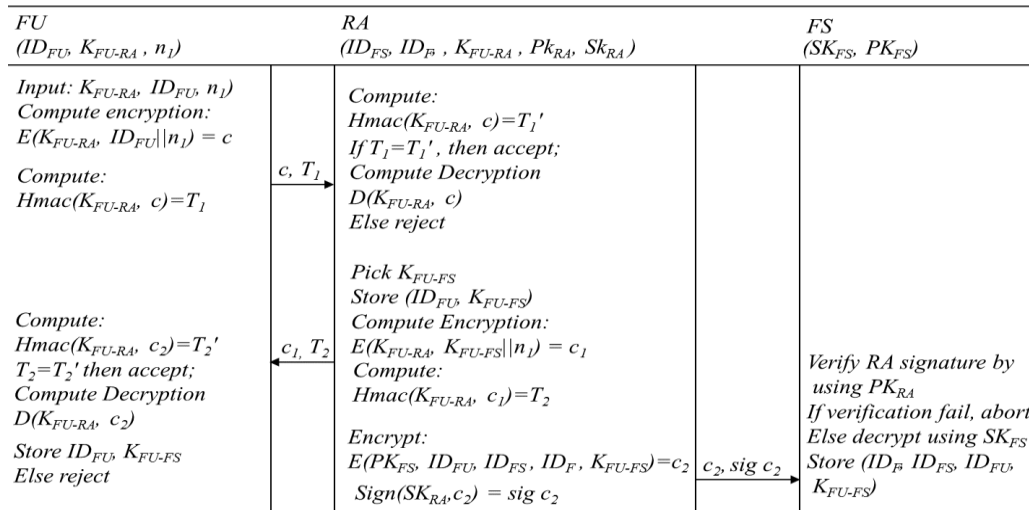 FU
(ID_FU, K_FU-RA , n_1)
Input: K_FU-RA, ID_FU, n_1)
Compute encryption:
E(K_FU-RA, ID_FU||n_1) = c
Compute:
Hmac(K_FU-RA, c)=T_1
Compute:
Hmac(K_FU-RA, c_2)=T_2'
T_2=T_2' then accept;
Compute Decryption
D(K_FU-RA, c_2)
Store ID_FU, K_FU-FS
Else reject
c, T_1
c_1, T_2
RA
(ID_FS, ID_F, , K_FU-RA , Pk_RA, Sk_RA)
Compute:
Hmac(K_FU-RA, c)=T_1'
If T_1=T_1' , then accept;
Compute Decryption
D(K_FU-RA, c)
Else reject
Pick K_FU-FS
Store (ID_FU, K_FU-FS)
Compute Encryption:
E(K_FU-RA, K_FU-FS||n_1) = c_1
Compute:
Hmac(K_FU-RA, c_1)=T_2
Encrypt:
E(PK_FS, ID_FU, ID_FS, ID_F, K_FU-FS)=c_2
Sign(SK_RA,c_2) = sig c_2
c_2, sig c_2
FS
(SK_FS, PK_FS)
Verify RA signature by
using PK_RA
If verification fail, abort
Else decrypt using SK_FS
Store (ID_F, ID_FS, ID_FU,
K_FU-FS)